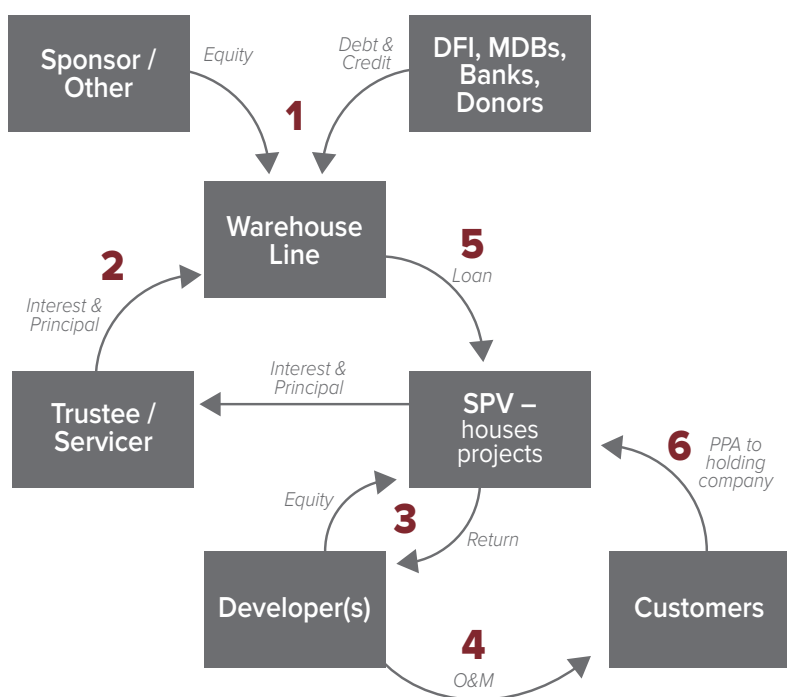 Sponsor /
Other
Equity
1
Debt &
Credit
DFI, MDBs,
Banks,
Donors
Warehouse
Line
2
Interest &
Principal
5
Loan
Trustee /
Servicer
Interest &
Principal
SPV –
houses
projects
6
PPA to
holding
company
Equity
3
Return
Developer(s)
4
O&M
Customers